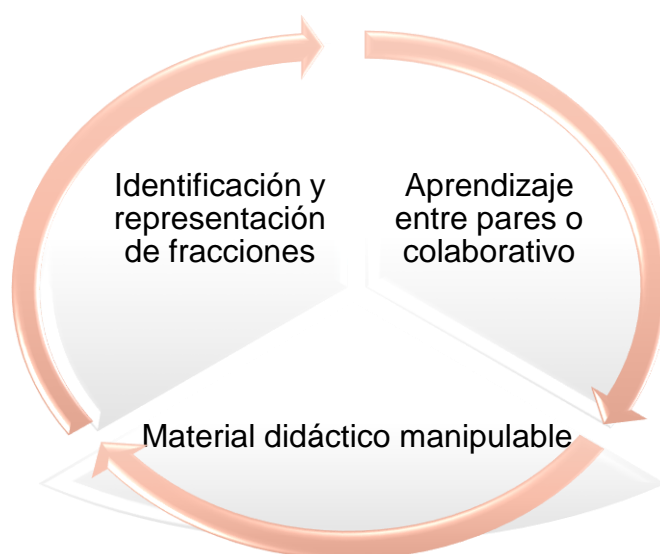 Identificación y
representación
de fracciones
Aprendizaje
entre pares o
colaborativo
Material didáctico manipulable